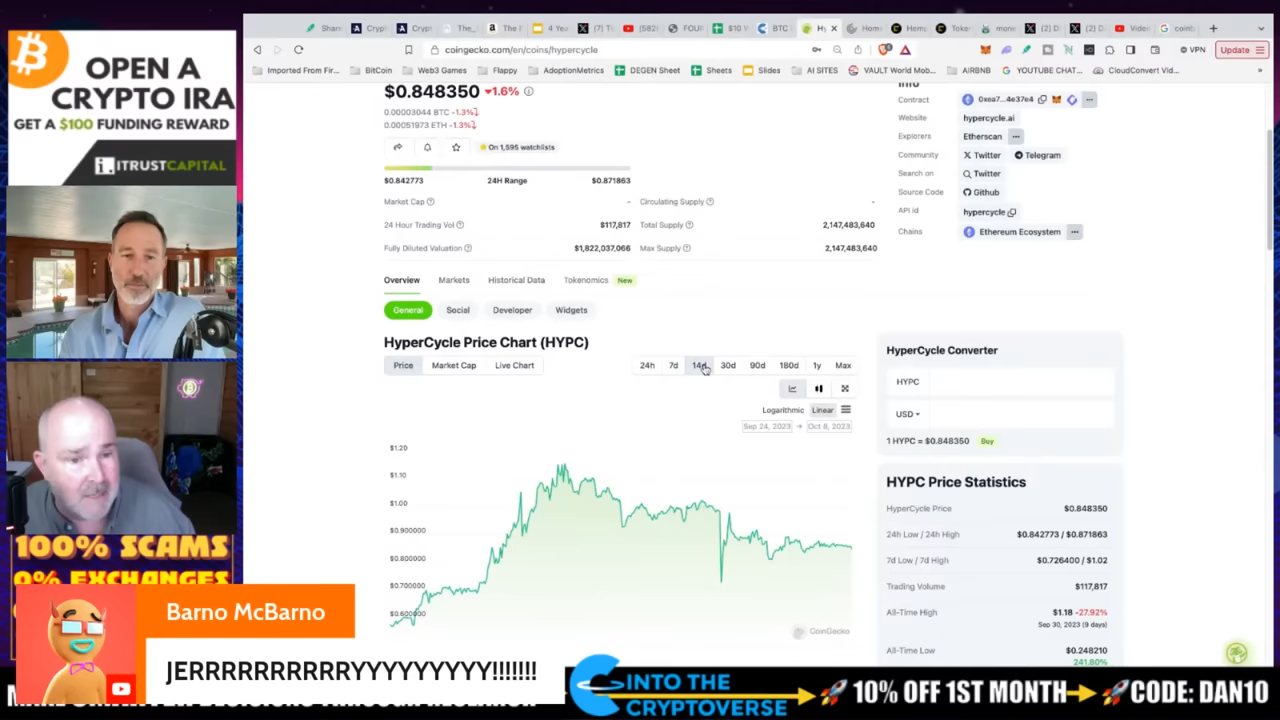 OPEN A
CRYPTO IRA
GET A $100 FUNDING REWARD
ITRUSTCAPITAL
100% SCAMS
0% EXCHANGES
Barno McBarno
JERRRRRRRRRRYYYYYYYYY!!!!!!!
INTO THE
CRYPTOVERSE
10% OFF 1ST MONTH
CODE: DAN10
coingecko.com/en/coins/hypercycle
VPN
Update
Imported From Fir...
BitCoin
Web3 Games
Flappy
AdoptionMetrics
DEGEN Sheet
Sheets
Slides
AI SITES
VAULT World Mob...
AIRBNB
YOUTUBE CHAT...
CloudConvert Vid...
$0.848350 1.6%
0.00003044 BTC -1.3%
0.00051973 ETH -1.3%
On 1,595 watchlists
$0.842773 24H Range $0.871863
Market Cap - Circulating Supply -
24 Hour Trading Vol $117,817 Total Supply 2,147,483,640
Fully Diluted Valuation $1,822,037,066 Max Supply 2,147,483,640
Overview Markets Historical Data Tokenomics New
General Social Developer Widgets
HyperCycle Price Chart (HYPC)
Price Market Cap Live Chart 24h 7d 14d 30d 90d 180d 1y Max
Logarithmic Linear
Sep 24, 2023 → Oct 8, 2023
$1.20
$1.10
$1.00
$0.900000
$0.800000
$0.700000
$0.600000
CoinGecko
Info
Contract 0xea7...4e37e4
Website hypercycle.ai
Explorers Etherscan
Community Twitter Telegram
Search on Twitter
Source Code Github
API id hypercycle
Chains Ethereum Ecosystem
HyperCycle Converter
HYPC
USD
1 HYPC = $0.848350 Buy
HYPC Price Statistics
HyperCycle Price $0.848350
24h Low / 24h High $0.842773 / $0.871863
7d Low / 7d High $0.726400 / $1.02
Trading Volume $117,817
All-Time High $1.18 -27.92%
Sep 30, 2023 (9 days)
All-Time Low $0.248210
241.80%